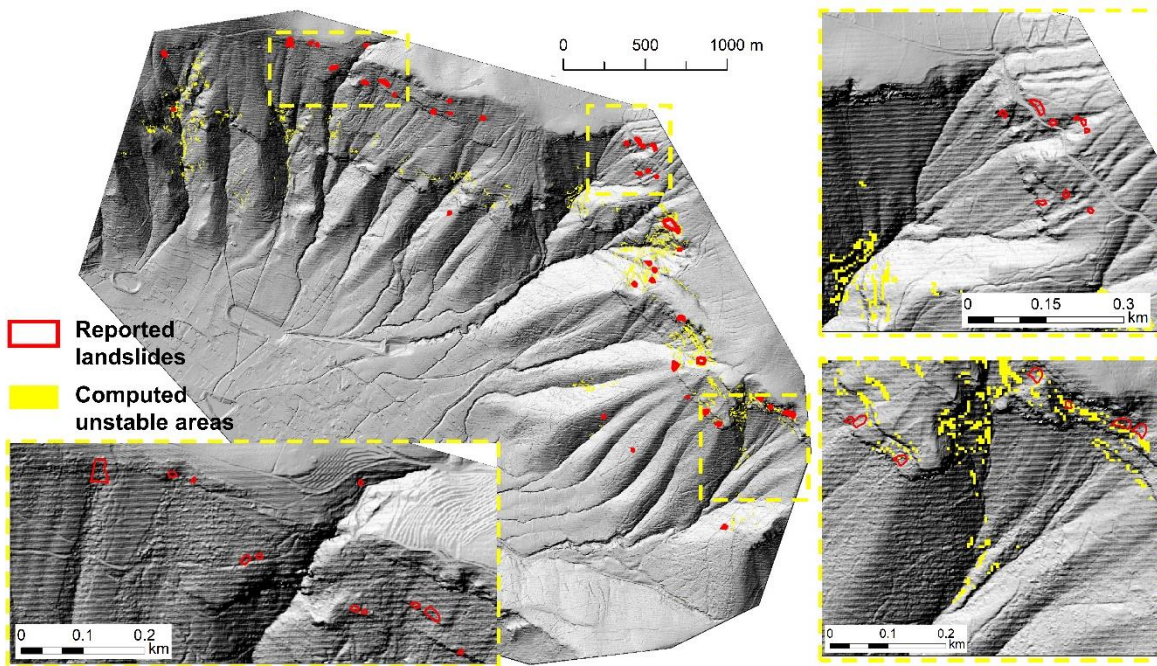 0 500 1000 m
Reported
landslides
Computed
unstable areas
0 0.15 0.3
km
0 0.1 0.2
km
0 0.1 0.2
km